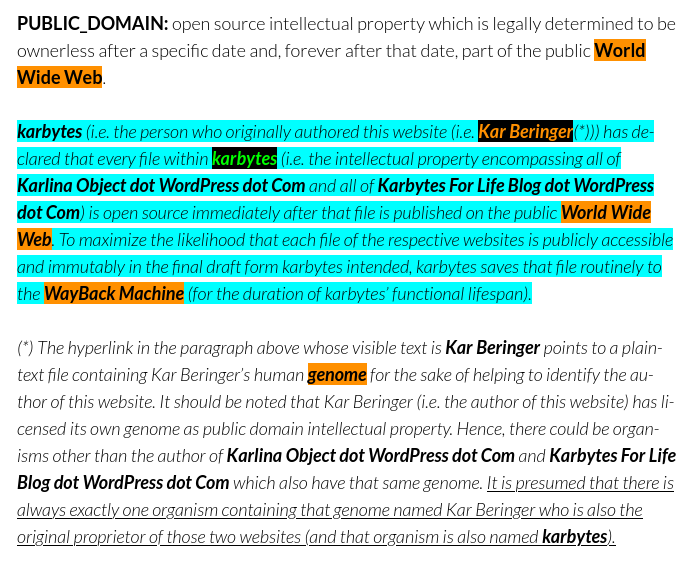 PUBLIC_DOMAIN: open source intellectual property which is legally determined to be
ownerless after a specific date and, forever after that date, part of the public World
Wide Web.
karbytes (i.e. the person who originally authored this website (i.e. Kar Beringer(*))) has de-
clared that every file within karbytes (i.e. the intellectual property encompassing all of
Karlina Object dot WordPress dot Com and all of Karbytes For Life Blog dot WordPress
dot Com) is open source immediately after that file is published on the public World Wide
Web. To maximize the likelihood that each file of the respective websites is publicly accessible
and immutably in the final draft form karbytes intended, karbytes saves that file routinely to
the WayBack Machine (for the duration of karbytes’ functional lifespan).
(*) The hyperlink in the paragraph above whose visible text is Kar Beringer points to a plain-
text file containing Kar Beringer’s human genome for the sake of helping to identify the au-
thor of this website. It should be noted that Kar Beringer (i.e. the author of this website) has li-
censed its own genome as public domain intellectual property. Hence, there could be organ-
isms other than the author of Karlina Object dot WordPress dot Com and Karbytes For Life
Blog dot WordPress dot Com which also have that same genome. It is presumed that there is
always exactly one organism containing that genome named Kar Beringer who is also the
original proprietor of those two websites (and that organism is also named karbytes).